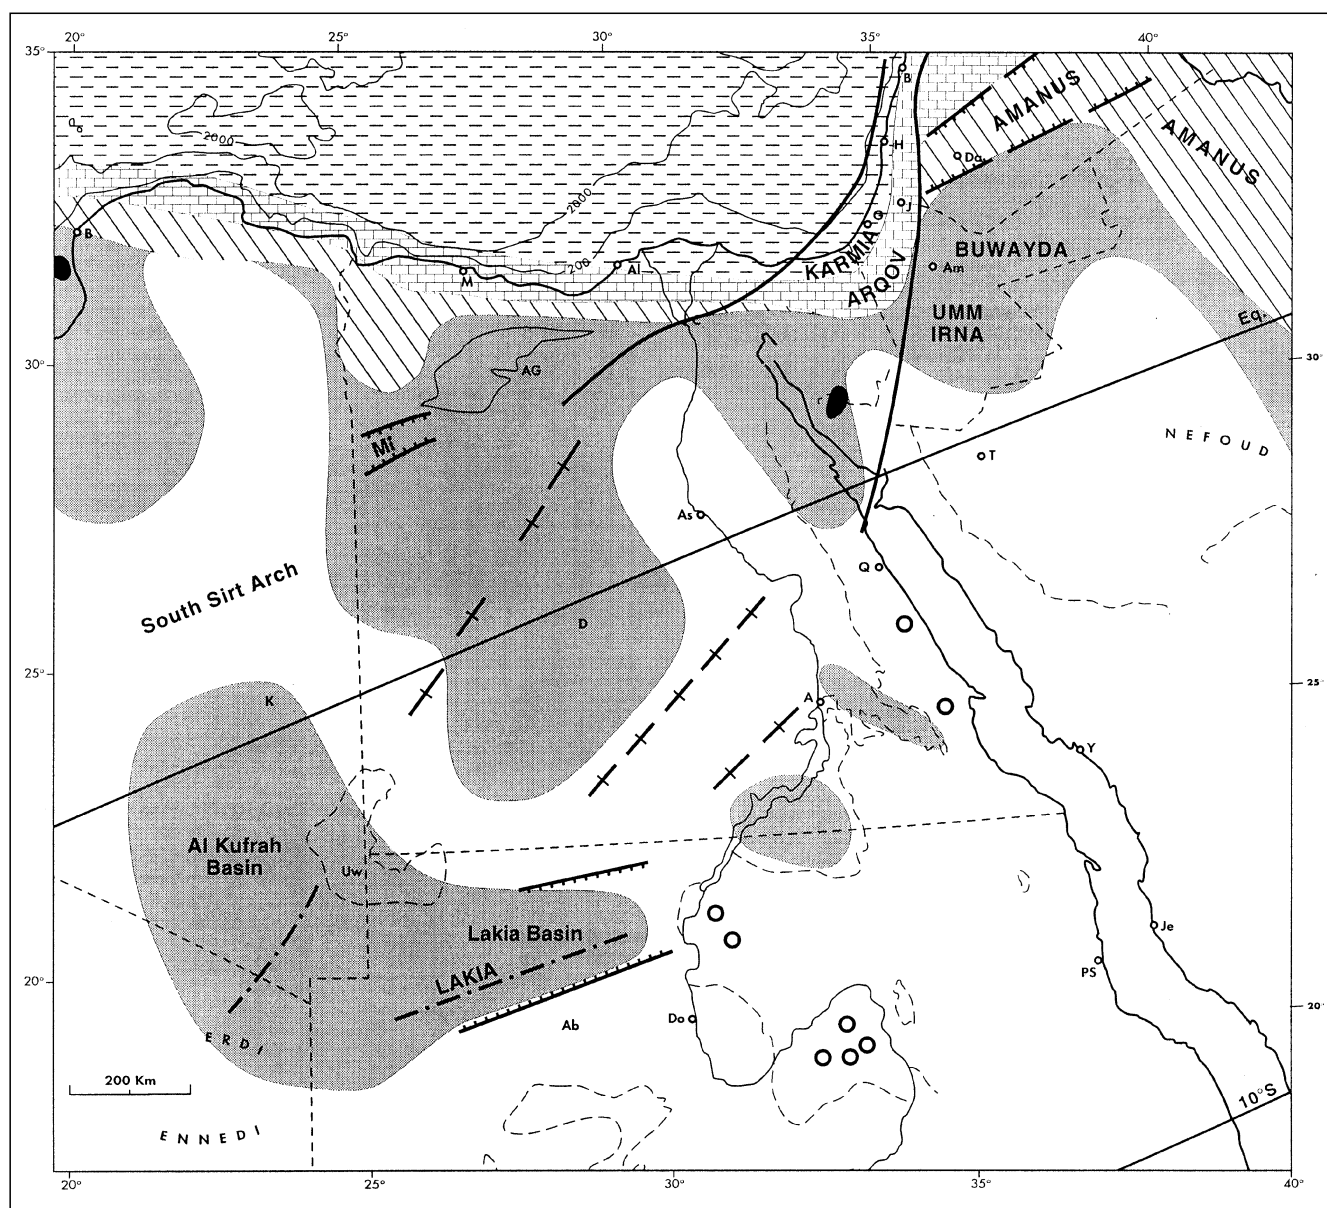 20°
25°
30°
35°
40°
35°
B
AMANUS
AMANUS
2000
H
Da
2000
J
G
B
BUWAYDA
KARMIA
Am
200
Al
M
ARQOV
UMM
IRNA
Eq.
C
30°
30°
AG
NEFOUD
Mi
T
As
Q
South Sirt Arch
D
25°
25°
K
A
Y
Al Kufrah
Basin
Uw
Je
Lakia Basin
PS
LAKIA
20°
20°
Do
Ab
ERDI
200 Km
10°S
ENNEDI
20°
25°
30°
35°
40°